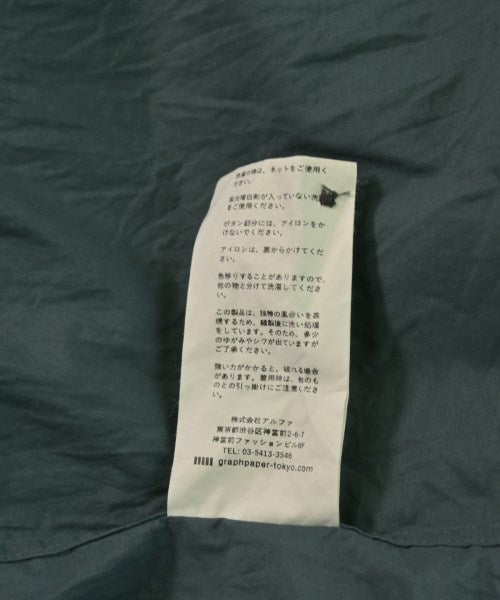 洗濯の際は、ネットをご使用く
ださい。
蛍光増白剤が入っていない洗
をご使用ください。
ボタン部分には、アイロンをか
けないでください。
アイロンは、裏からかけてくだ
さい。
色移りすることがありますので、
他の物と分けて洗濯してくださ
い。
この製品は、独特の風合いを表
現するため、縫製後に洗い処理
をしています。そのため、多少
のゆがみやシワが出ていますが
ご了承ください。
強い力がかかると、破れる場合
があります。着用時は、他のも
のとの引っ掛けにご注意くださ
い。
株式会社アルファ
東京都渋谷区神宮前2-6-7
神宮前ファッションビル6F
TEL: 03-5413-3546
graphpaper-tokyo.com